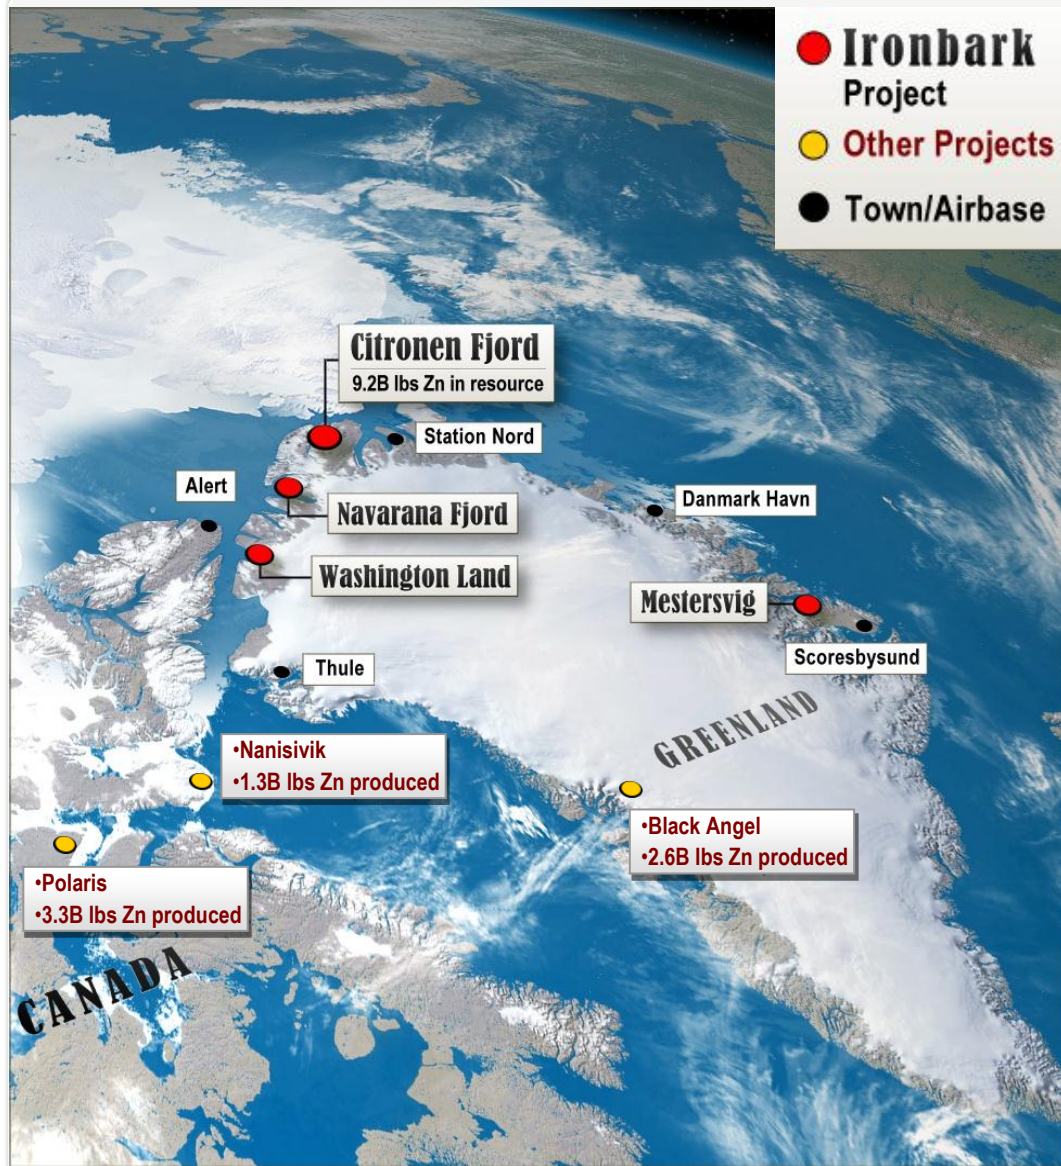 Ironbark
Project
Other Projects
Town/Airbase
Citronen Fjord
9.2B lbs Zn in resource
Station Nord
Alert
Danmark Havn
Navarana Fjord
Washington Land
Mestersvig
Scoresbysund
Thule
GREENLAND
•Nanisivik
•1.3B lbs Zn produced
•Black Angel
•2.6B lbs Zn produced
•Polaris
•3.3B lbs Zn produced
CANADA